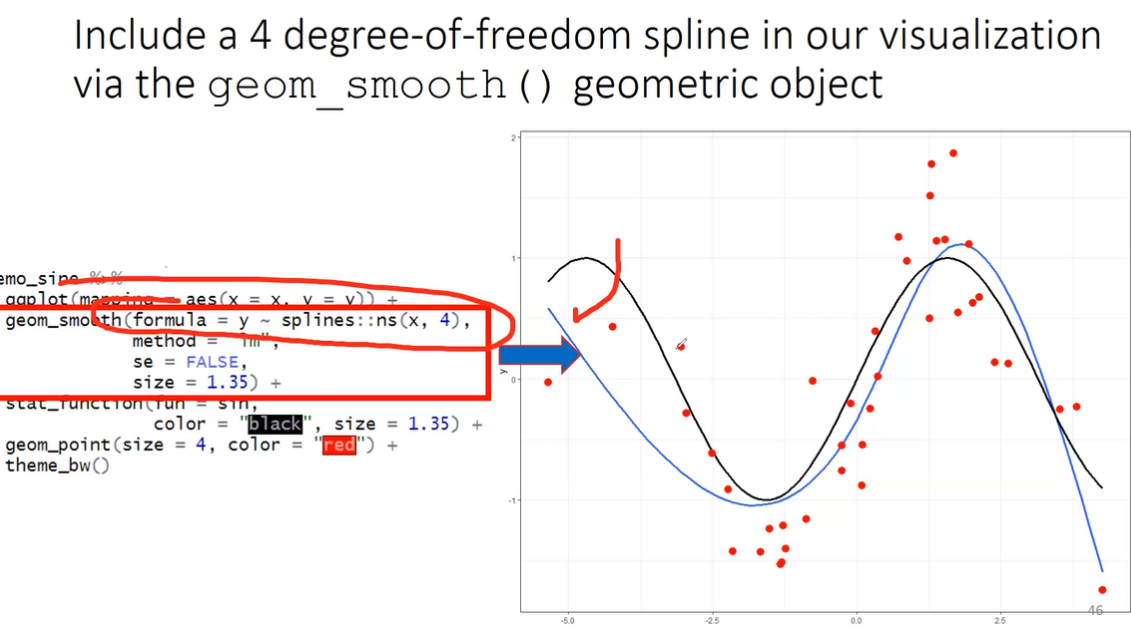 Include a 4 degree-of-freedom spline in our visualization
via the geom_smooth() geometric object
emo_sine %>%
ggplot(mapping = aes(x = x, y = y)) +
geom_smooth(formula = y ~ splines::ns(x, 4),
method = "lm",
se = FALSE,
size = 1.35) +
stat_function(fun = sin,
color = "black", size = 1.35) +
geom_point(size = 4, color = "red") +
theme_bw()
2
1
0
-1
y
-5.0 -2.5 0.0 2.5
46